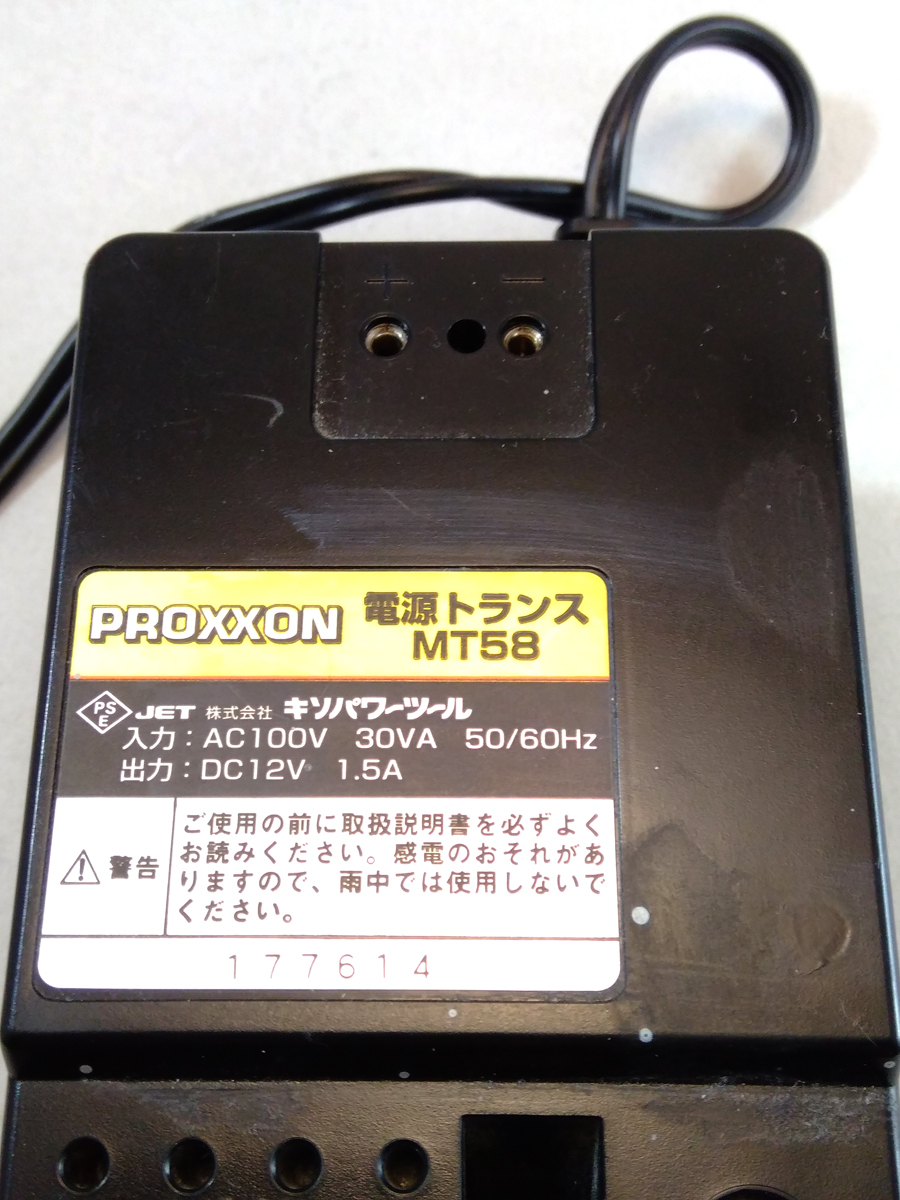 + −
PROXXON 電源トランス
MT58
PS
E
JET 株式会社 キソパワーツール
入力：AC100V 30VA 50/60Hz
出力：DC12V 1.5A
警告
ご使用の前に取扱説明書を必ずよく
お読みください。感電のおそれがあ
りますので、雨中では使用しないで
ください。
177614